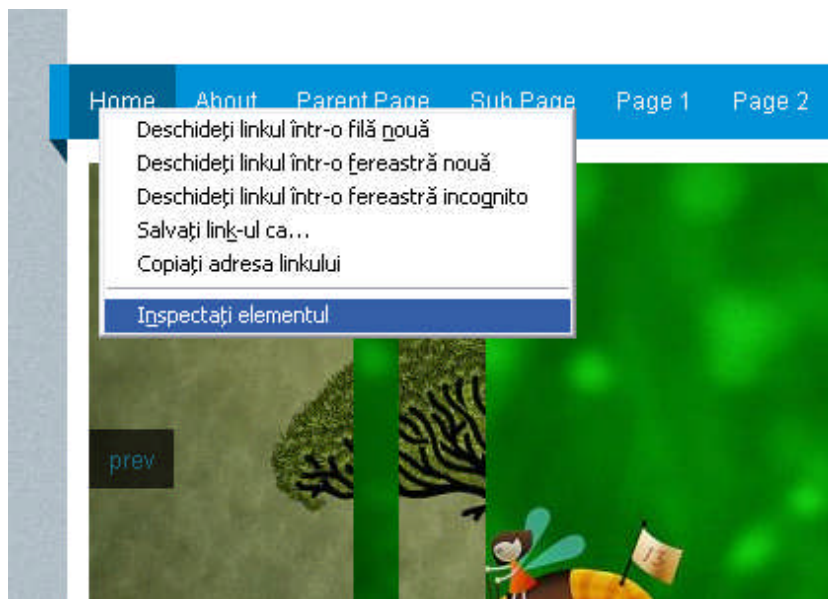 Home About Parent Page Sub Page Page 1 Page 2
Deschideți linkul într-o filă nouă
Deschideți linkul într-o fereastră nouă
Deschideți linkul într-o fereastră incognito
Salvați link-ul ca...
Copiați adresa linkului
Inspectați elementul
prev